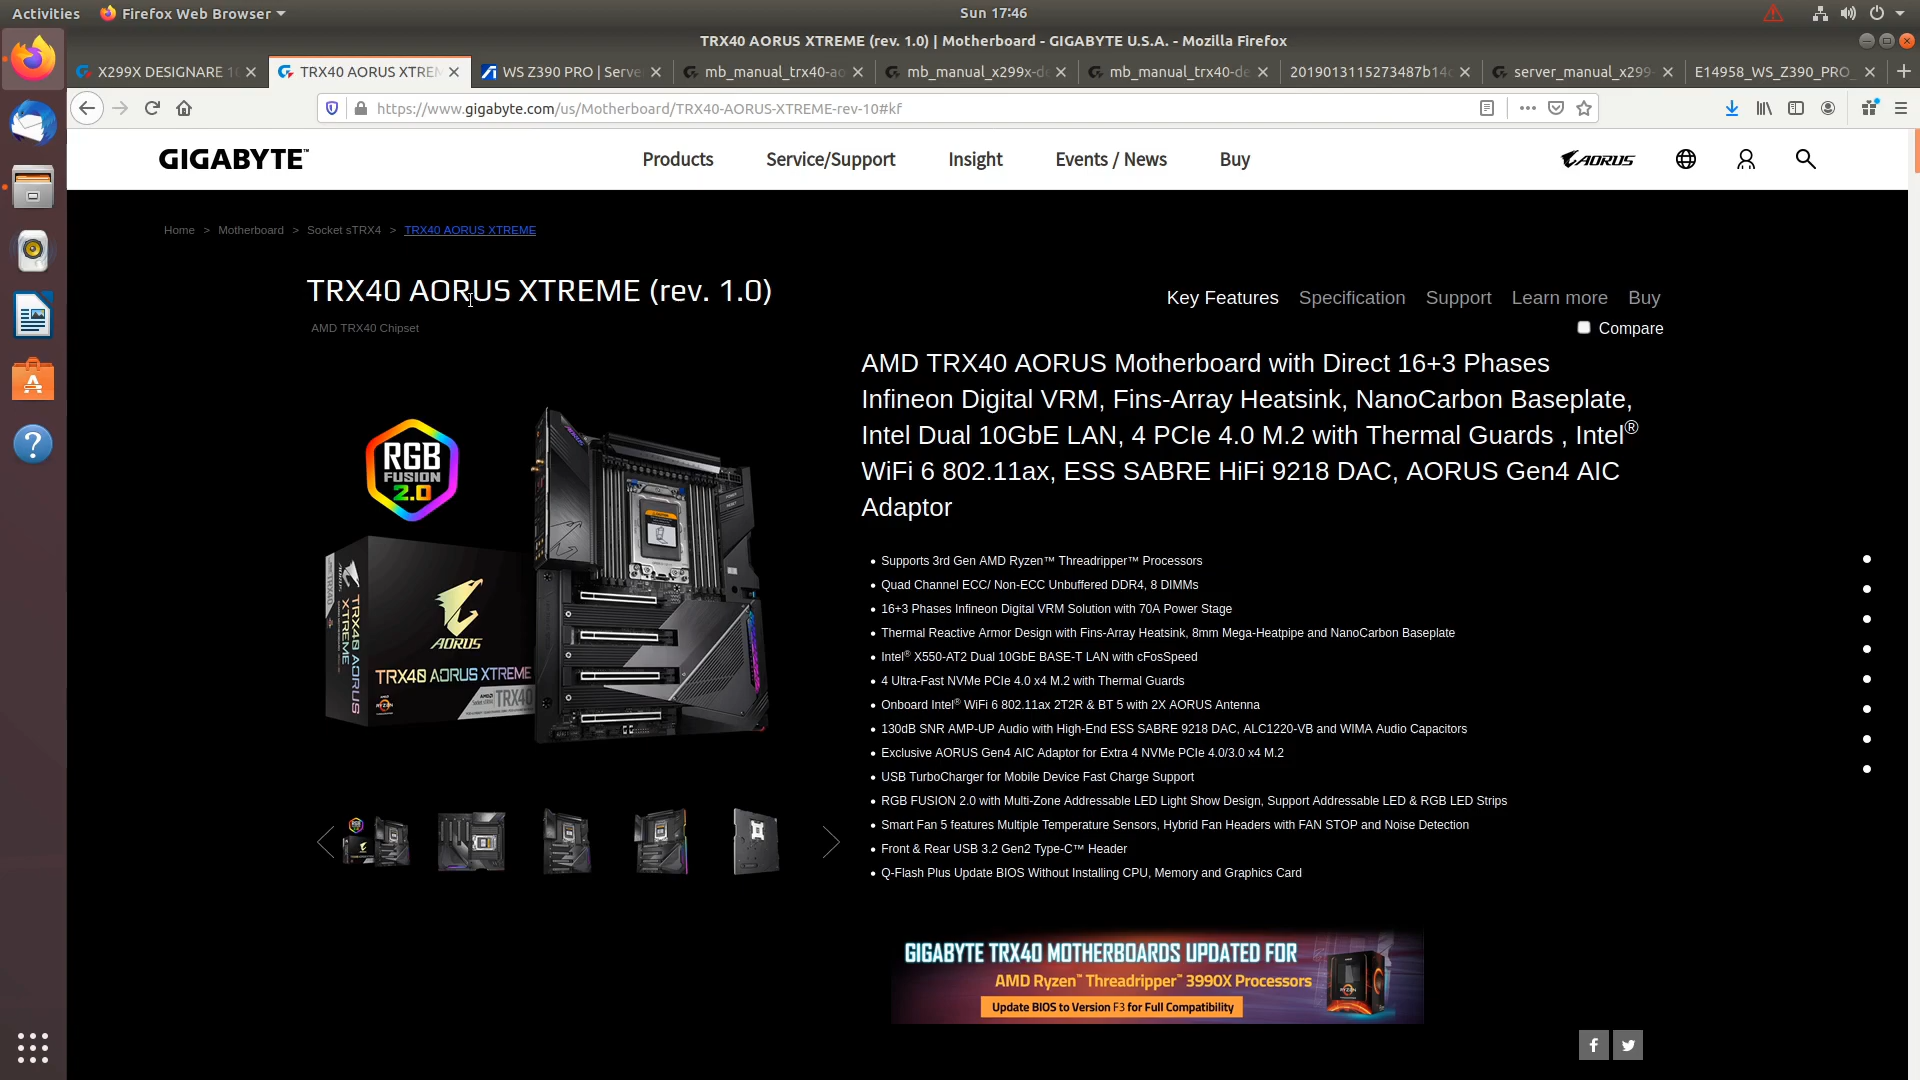 Activities
Firefox Web Browser
Sun 17:46
TRX40 AORUS XTREME (rev. 1.0) | Motherboard - GIGABYTE U.S.A. - Mozilla Firefox
X299X DESIGNARE 1
TRX40 AORUS XTREM
WS Z390 PRO | Serve
mb_manual_trx40-ao
mb_manual_x299x-de
mb_manual_trx40-de
2019013115273487b14c
server_manual_x299-
E14958_WS_Z390_PRO_
https://www.gigabyte.com/us/Motherboard/TRX40-AORUS-XTREME-rev-10#kf
GIGABYTE™
Products
Service/Support
Insight
Events / News
Buy
AORUS
Home > Motherboard > Socket sTRX4 > TRX40 AORUS XTREME
TRX40 AORUS XTREME (rev. 1.0)
AMD TRX40 Chipset
Key Features
Specification
Support
Learn more
Buy
Compare
AMD TRX40 AORUS Motherboard with Direct 16+3 Phases
Infineon Digital VRM, Fins-Array Heatsink, NanoCarbon Baseplate,
Intel Dual 10GbE LAN, 4 PCIe 4.0 M.2 with Thermal Guards , Intel®
WiFi 6 802.11ax, ESS SABRE HiFi 9218 DAC, AORUS Gen4 AIC
Adaptor
RGB
FUSION
2.0
AORUS
TRX40 AORUS XTREME
TRX40 AORUS
XTREME
TRX40
RYZEN
• Supports 3rd Gen AMD Ryzen™ Threadripper™ Processors
• Quad Channel ECC/ Non-ECC Unbuffered DDR4, 8 DIMMs
• 16+3 Phases Infineon Digital VRM Solution with 70A Power Stage
• Thermal Reactive Armor Design with Fins-Array Heatsink, 8mm Mega-Heatpipe and NanoCarbon Baseplate
• Intel® X550-AT2 Dual 10GbE BASE-T LAN with cFosSpeed
• 4 Ultra-Fast NVMe PCIe 4.0 x4 M.2 with Thermal Guards
• Onboard Intel® WiFi 6 802.11ax 2T2R & BT 5 with 2X AORUS Antenna
• 130dB SNR AMP-UP Audio with High-End ESS SABRE 9218 DAC, ALC1220-VB and WIMA Audio Capacitors
• Exclusive AORUS Gen4 AIC Adaptor for Extra 4 NVMe PCIe 4.0/3.0 x4 M.2
• USB TurboCharger for Mobile Device Fast Charge Support
• RGB FUSION 2.0 with Multi-Zone Addressable LED Light Show Design, Support Addressable LED & RGB LED Strips
• Smart Fan 5 features Multiple Temperature Sensors, Hybrid Fan Headers with FAN STOP and Noise Detection
• Front & Rear USB 3.2 Gen2 Type-C™ Header
• Q-Flash Plus Update BIOS Without Installing CPU, Memory and Graphics Card
GIGABYTE TRX40 MOTHERBOARDS UPDATED FOR
AMD Ryzen™ Threadripper™ 3990X Processors
Update BIOS to Version F3 for Full Compatibility
RYZEN